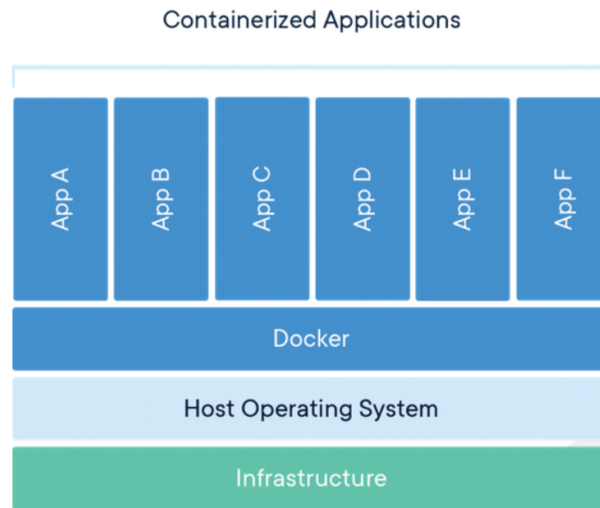 Containerized Applications
App A
App B
App C
App D
App E
App F
Docker
Host Operating System
Infrastructure